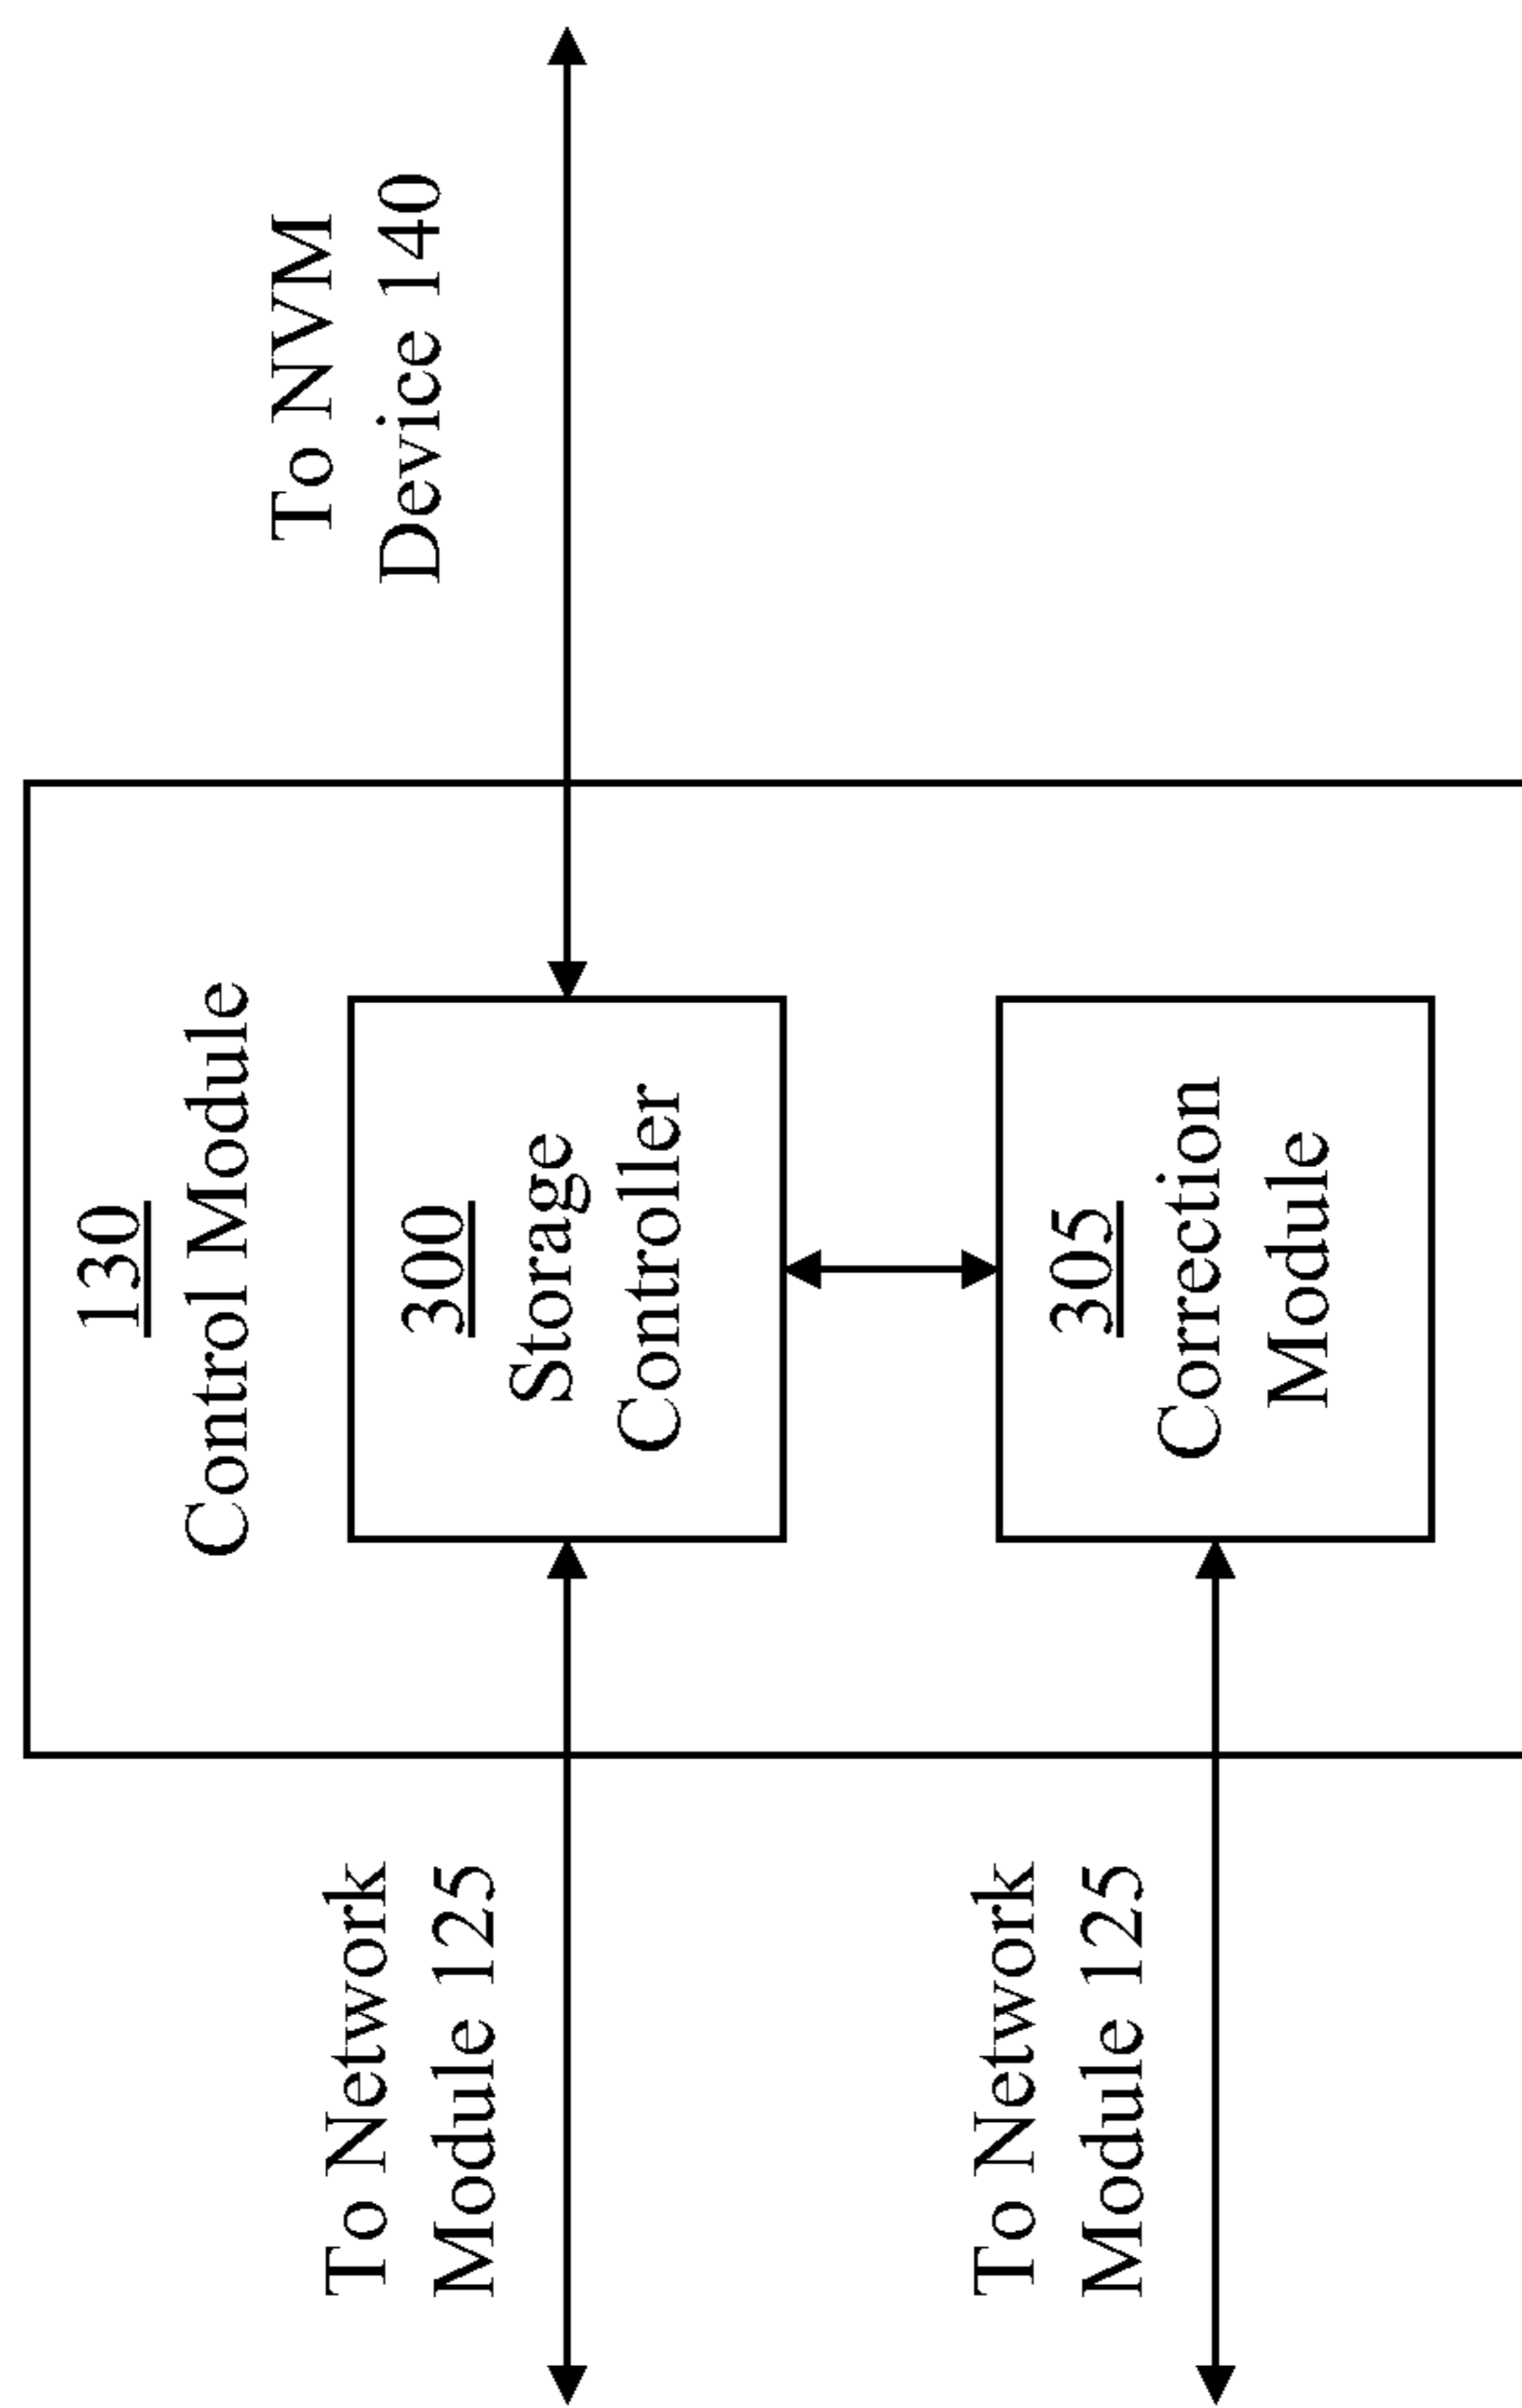 130
Control Module
To NVM
Device 140
To Network
Module 125
300
Storage
Controller
To Network
Module 125
305
Correction
Module